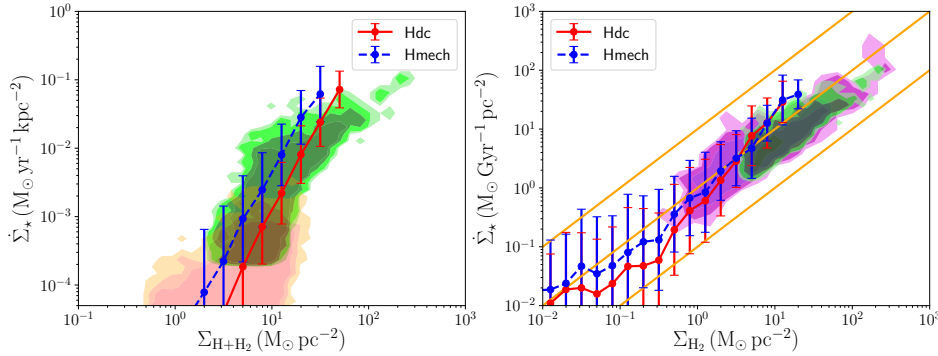 10^0
10^-1
10^-2
10^-3
10^-4
10^-1
10^0
10^1
10^2
10^3
Σ̇⋆ (M⊙ yr⁻¹ kpc⁻²)
Σ_H+H₂ (M⊙ pc⁻²)
Hdc
Hmech
10^3
10^2
10^1
10^0
10^-1
10^-2
10^-2
10^-1
10^0
10^1
10^2
10^3
Σ̇⋆ (M⊙ Gyr⁻¹ pc⁻²)
Σ_H₂ (M⊙ pc⁻²)
Hdc
Hmech